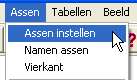 Assen Tabellen Beeld
Assen instellen
Namen assen
Vierkant